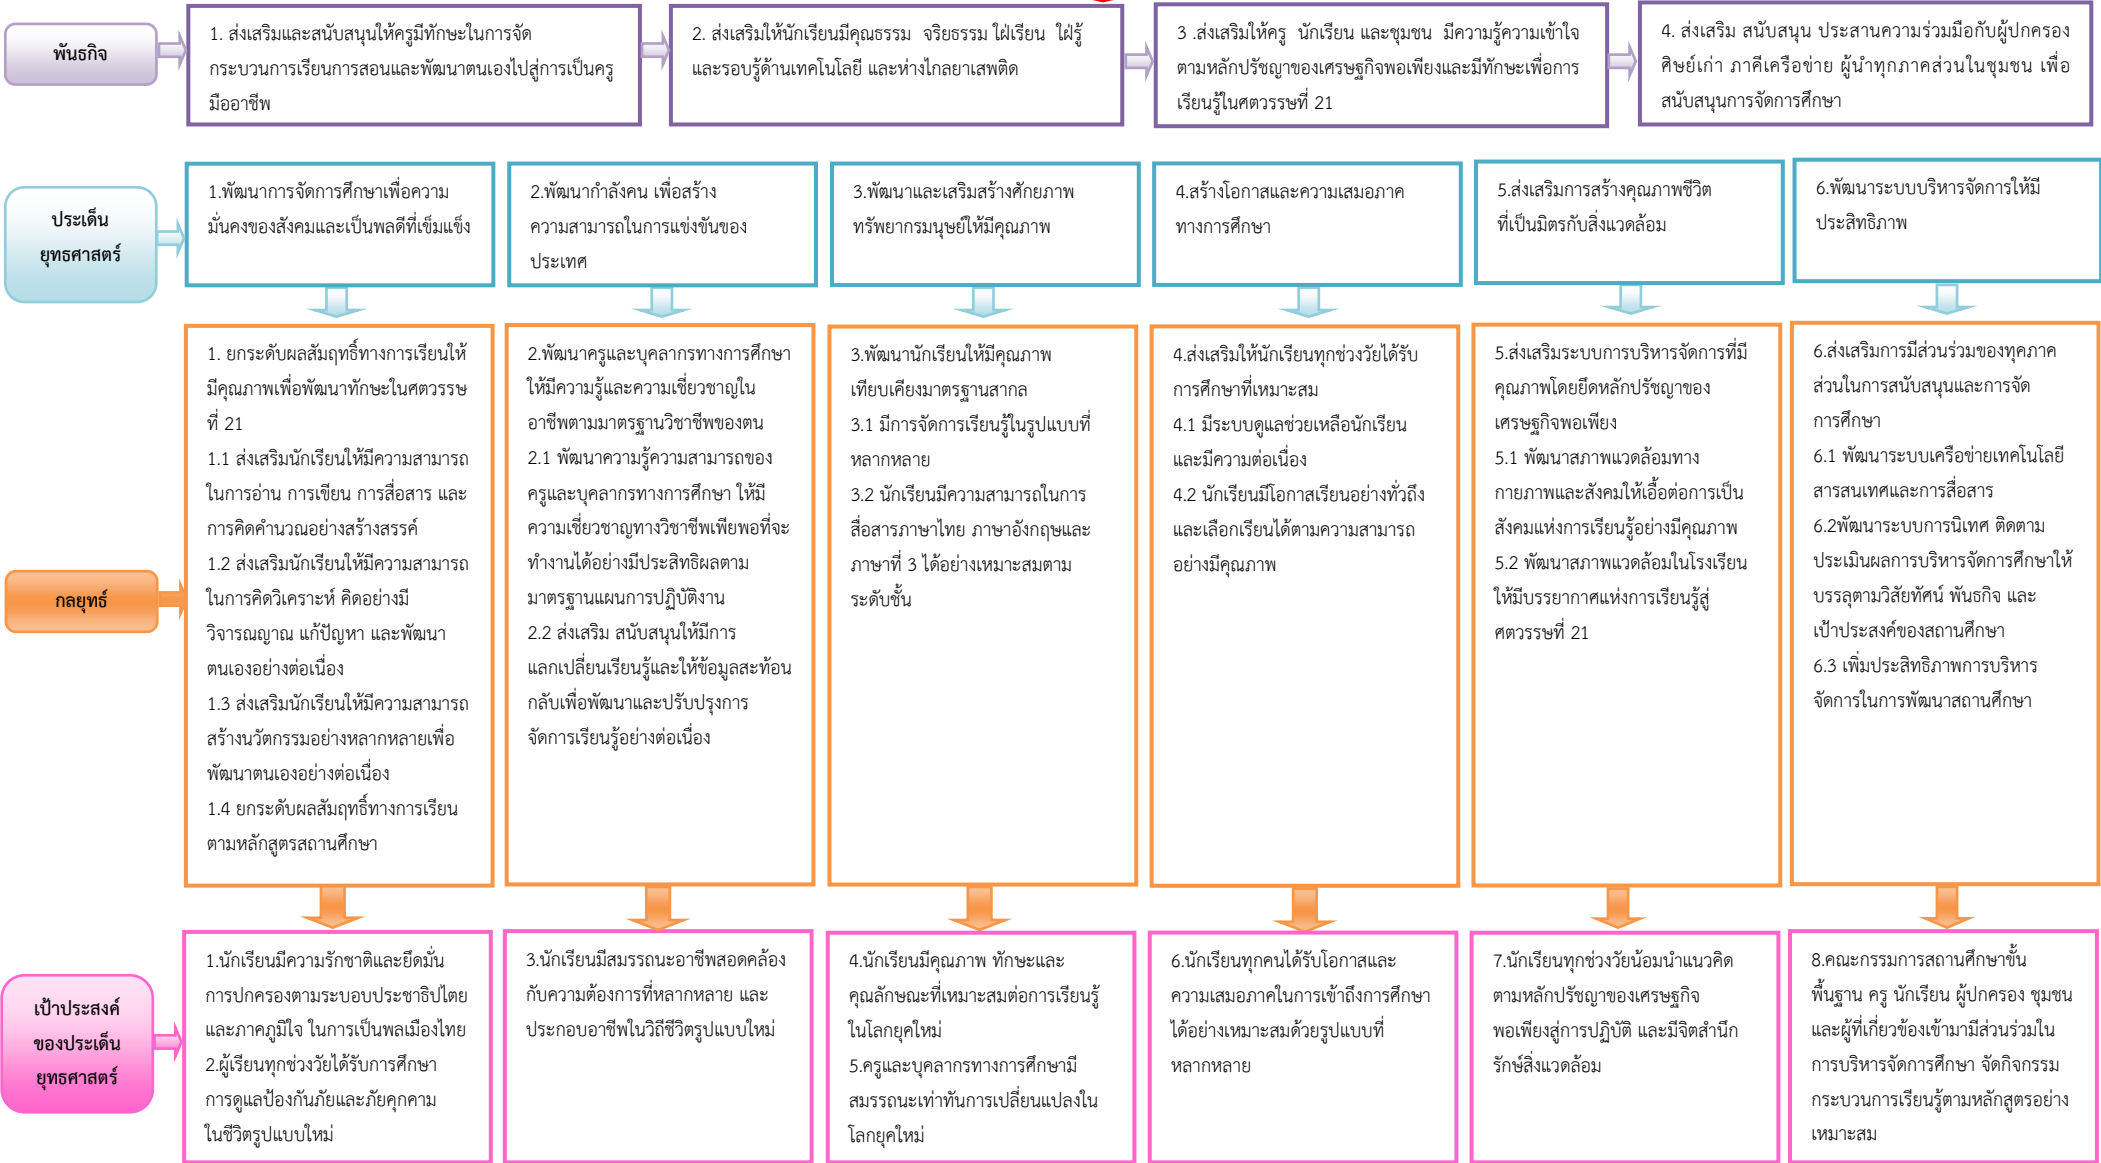 พันธกิจ
1. ส่งเสริมและสนับสนุนให้ครูมีทักษะในการจัด
กระบวนการเรียนการสอนและพัฒนาตนเองไปสู่การเป็นครู
มืออาชีพ
2. ส่งเสริมให้นักเรียนมีคุณธรรม จริยธรรม ใฝ่เรียน ใฝ่รู้
และรอบรู้ด้านเทคโนโลยี และห่างไกลยาเสพติด
3 .ส่งเสริมให้ครู นักเรียน และชุมชน มีความรู้ความเข้าใจ
ตามหลักปรัชญาของเศรษฐกิจพอเพียงและมีทักษะเพื่อการ
เรียนรู้ในศตวรรษที่ 21
4. ส่งเสริม สนับสนุน ประสานความร่วมมือกับผู้ปกครอง
ศิษย์เก่า ภาคีเครือข่าย ผู้นำทุกภาคส่วนในชุมชน เพื่อ
สนับสนุนการจัดการศึกษา
ประเด็น
ยุทธศาสตร์
1.พัฒนาการจัดการศึกษาเพื่อความ
มั่นคงของสังคมและเป็นพลดีที่เข็มแข็ง
2.พัฒนากำลังคน เพื่อสร้าง
ความสามารถในการแข่งขันของ
ประเทศ
3.พัฒนาและเสริมสร้างศักยภาพ
ทรัพยากรมนุษย์ให้มีคุณภาพ
4.สร้างโอกาสและความเสมอภาค
ทางการศึกษา
5.ส่งเสริมการสร้างคุณภาพชีวิต
ที่เป็นมิตรกับสิ่งแวดล้อม
6.พัฒนาระบบบริหารจัดการให้มี
ประสิทธิภาพ
กลยุทธ์
1. ยกระดับผลสัมฤทธิ์ทางการเรียนให้
มีคุณภาพเพื่อพัฒนาทักษะในศตวรรษ
ที่ 21
1.1 ส่งเสริมนักเรียนให้มีความสามารถ
ในการอ่าน การเขียน การสื่อสาร และ
การคิดคำนวณอย่างสร้างสรรค์
1.2 ส่งเสริมนักเรียนให้มีความสามารถ
ในการคิดวิเคราะห์ คิดอย่างมี
วิจารณญาณ แก้ปัญหา และพัฒนา
ตนเองอย่างต่อเนื่อง
1.3 ส่งเสริมนักเรียนให้มีความสามารถ
สร้างนวัตกรรมอย่างหลากหลายเพื่อ
พัฒนาตนเองอย่างต่อเนื่อง
1.4 ยกระดับผลสัมฤทธิ์ทางการเรียน
ตามหลักสูตรสถานศึกษา
2.พัฒนาครูและบุคลากรทางการศึกษา
ให้มีความรู้และความเชี่ยวชาญใน
อาชีพตามมาตรฐานวิชาชีพของตน
2.1 พัฒนาความรู้ความสามารถของ
ครูและบุคลากรทางการศึกษา ให้มี
ความเชี่ยวชาญทางวิชาชีพเพียพอที่จะ
ทำงานได้อย่างมีประสิทธิผลตาม
มาตรฐานแผนการปฏิบัติงาน
2.2 ส่งเสริม สนับสนุนให้มีการ
แลกเปลี่ยนเรียนรู้และให้ข้อมูลสะท้อน
กลับเพื่อพัฒนาและปรับปรุงการ
จัดการเรียนรู้อย่างต่อเนื่อง
3.พัฒนานักเรียนให้มีคุณภาพ
เทียบเคียงมาตรฐานสากล
3.1 มีการจัดการเรียนรู้ในรูปแบบที่
หลากหลาย
3.2 นักเรียนมีความสามารถในการ
สื่อสารภาษาไทย ภาษาอังกฤษและ
ภาษาที่ 3 ได้อย่างเหมาะสมตาม
ระดับชั้น
4.ส่งเสริมให้นักเรียนทุกช่วงวัยได้รับ
การศึกษาที่เหมาะสม
4.1 มีระบบดูแลช่วยเหลือนักเรียน
และมีความต่อเนื่อง
4.2 นักเรียนมีโอกาสเรียนอย่างทั่วถึง
และเลือกเรียนได้ตามความสามารถ
อย่างมีคุณภาพ
5.ส่งเสริมระบบการบริหารจัดการที่มี
คุณภาพโดยยึดหลักปรัชญาของ
เศรษฐกิจพอเพียง
5.1 พัฒนาสภาพแวดล้อมทาง
กายภาพและสังคมให้เอื้อต่อการเป็น
สังคมแห่งการเรียนรู้อย่างมีคุณภาพ
5.2 พัฒนาสภาพแวดล้อมในโรงเรียน
ให้มีบรรยากาศแห่งการเรียนรู้สู่
ศตวรรษที่ 21
6.ส่งเสริมการมีส่วนร่วมของทุคภาค
ส่วนในการสนับสนุนและการจัด
การศึกษา
6.1 พัฒนาระบบเครือข่ายเทคโนโลยี
สารสนเทศและการสื่อสาร
6.2พัฒนาระบบการนิเทศ ติดตาม
ประเมินผลการบริหารจัดการศึกษาให้
บรรลุตามวิสัยทัศน์ พันธกิจ และ
เป้าประสงค์ของสถานศึกษา
6.3 เพิ่มประสิทธิภาพการบริหาร
จัดการในการพัฒนาสถานศึกษา
เป้าประสงค์
ของประเด็น
ยุทธศาสตร์
1.นักเรียนมีความรักชาติและยึดมั่น
การปกครองตามระบอบประชาธิปไตย
และภาคภูมิใจ ในการเป็นพลเมืองไทย
2.ผู้เรียนทุกช่วงวัยได้รับการศึกษา
การดูแลป้องกันภัยและภัยคุกคาม
ในชีวิตรูปแบบใหม่
3.นักเรียนมีสมรรถนะอาชีพสอดคล้อง
กับความต้องการที่หลากหลาย และ
ประกอบอาชีพในวิถีชีวิตรูปแบบใหม่
4.นักเรียนมีคุณภาพ ทักษะและ
คุณลักษณะที่เหมาะสมต่อการเรียนรู้
ในโลกยุคใหม่
5.ครูและบุคลากรทางการศึกษามี
สมรรถนะเท่าทันการเปลี่ยนแปลงใน
โลกยุคใหม่
6.นักเรียนทุกคนได้รับโอกาสและ
ความเสมอภาคในการเข้าถึงการศึกษา
ได้อย่างเหมาะสมด้วยรูปแบบที่
หลากหลาย
7.นักเรียนทุกช่วงวัยน้อมนำแนวคิด
ตามหลักปรัชญาของเศรษฐกิจ
พอเพียงสู่การปฏิบัติ และมีจิตสำนึก
รักษ์สิ่งแวดล้อม
8.คณะกรรมการสถานศึกษาขั้น
พื้นฐาน ครู นักเรียน ผู้ปกครอง ชุมชน
และผู้ที่เกี่ยวข้องเข้ามามีส่วนร่วมใน
การบริหารจัดการศึกษา จัดกิจกรรม
กระบวนการเรียนรู้ตามหลักสูตรอย่าง
เหมาะสม